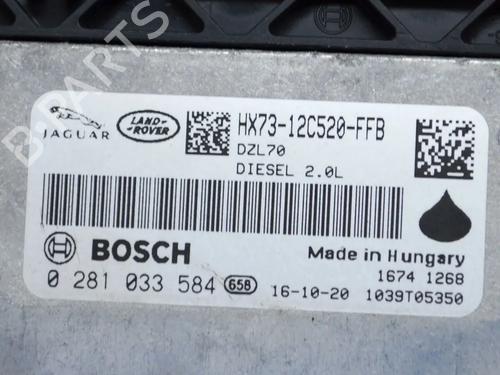 JAGUAR
LAND-
ROVER
HX73-12C520-FFB
DZL70
DIESEL 2.0L
BOSCH
Made in Hungary
0 281 033 584 658
1674 1268
16-10-20 1039T05350
B-PARTS